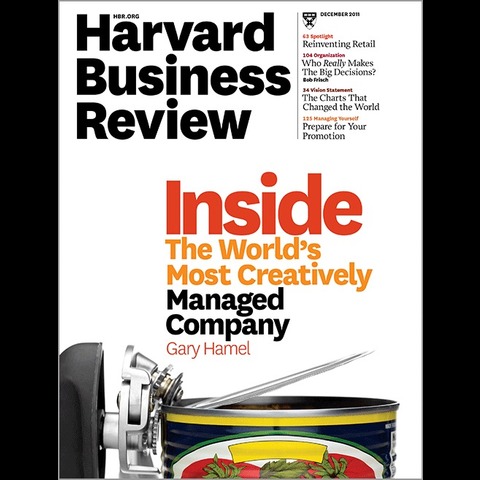 HBR.ORG
Harvard
Business
Review
DECEMBER 2011
63 Spotlight
Reinventing Retail
104 Organization
Who Really Makes
The Big Decisions?
Bob Frisch
34 Vision Statement
The Charts That
Changed the World
123 Managing Yourself
Prepare for Your
Promotion
Inside
The World's
Most Creatively
Managed
Company
Gary Hamel